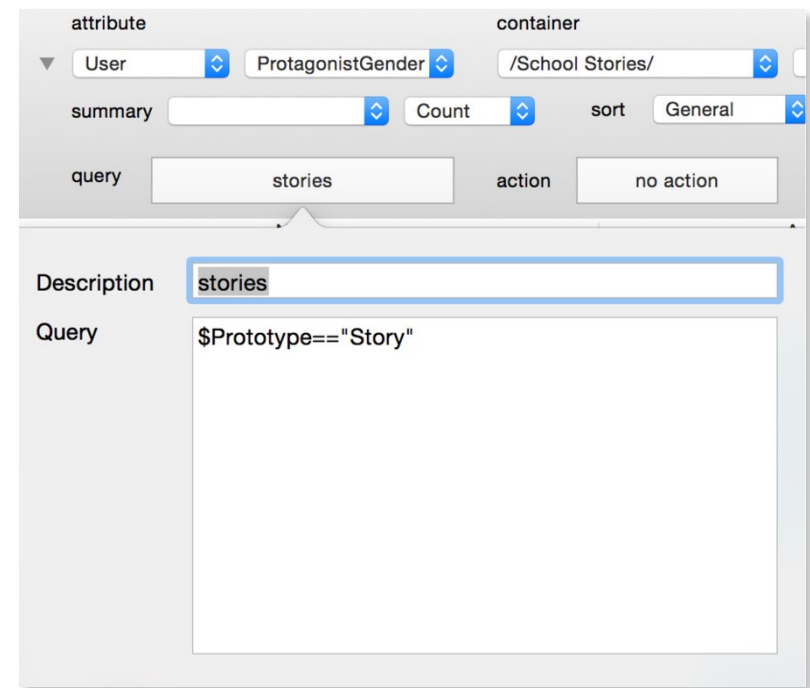 attribute container
User ProtagonistGender /School Stories/
summary Count sort General
query stories action no action
Description stories
Query $Prototype=="Story"